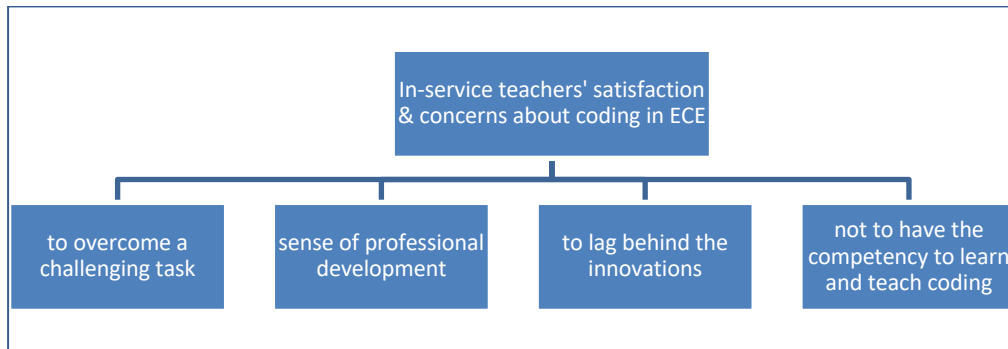 In-service teachers' satisfaction
& concerns about coding in ECE
to overcome a
challenging task
sense of professional
development
to lag behind the
innovations
not to have the
competency to learn
and teach coding